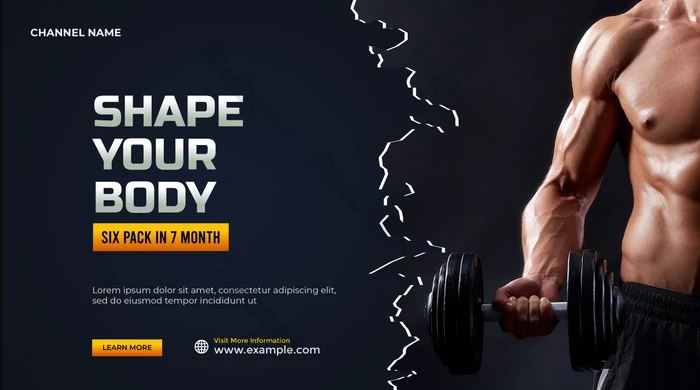 CHANNEL NAME
SHAPE
YOUR
BODY
SIX PACK IN 7 MONTH
Lorem ipsum dolor sit amet, consectetur adipiscing elit,
sed do eiusmod tempor incididunt ut
LEARN MORE
Visit More Information
www.example.com